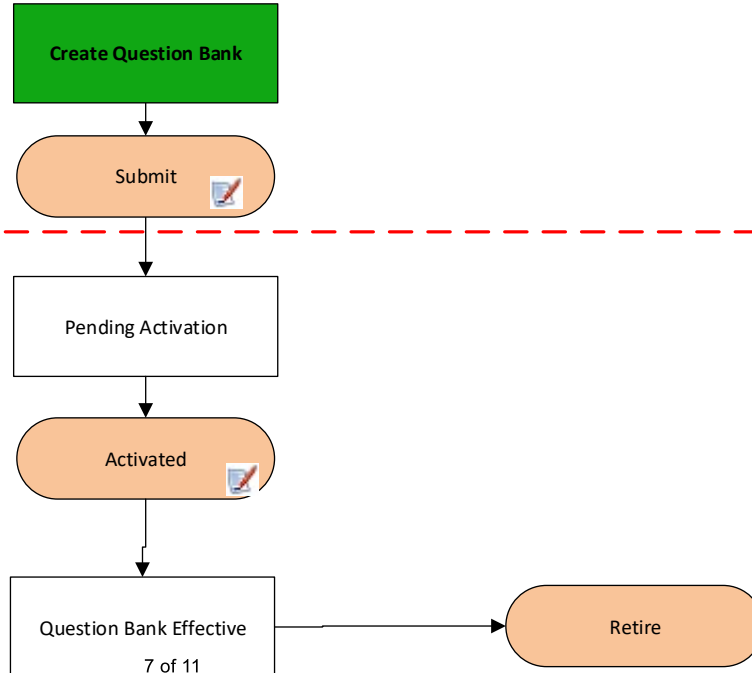 Create Question Bank
Submit
Pending Activation
Activated
Question Bank Effective
Retire
7 of 11